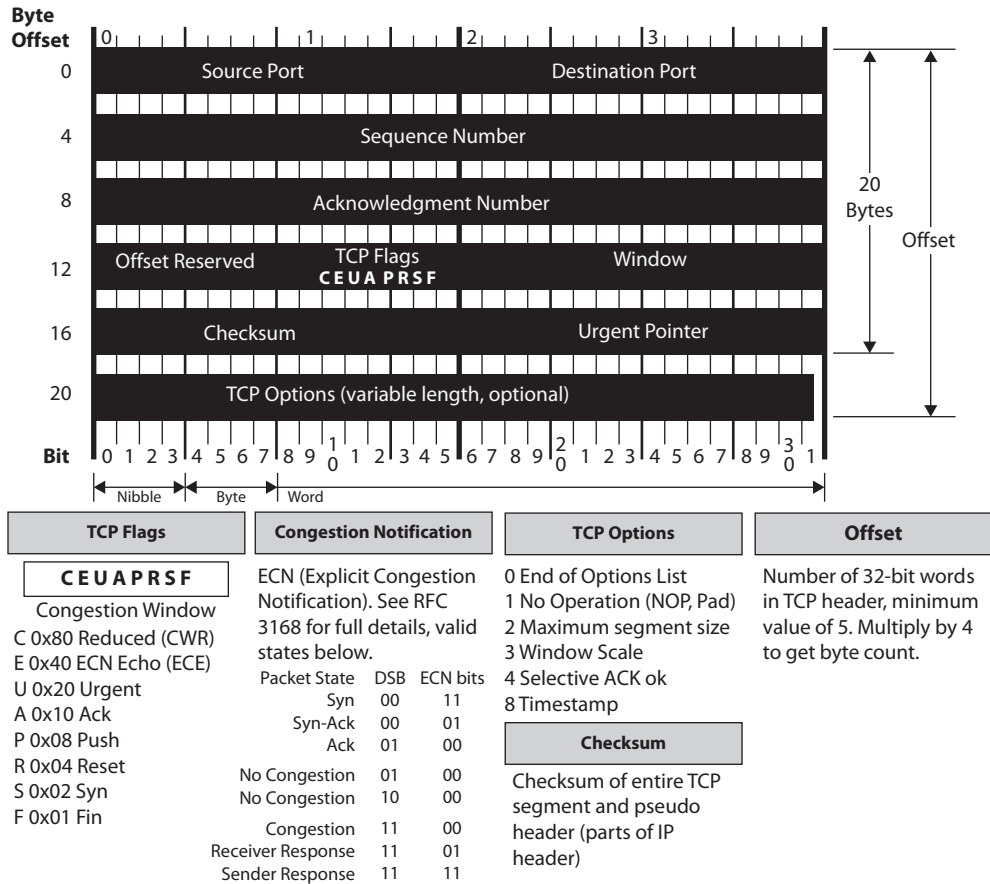 Byte
Offset
0 1 2 3
0 Source Port Destination Port
4 Sequence Number
8 Acknowledgment Number
12 Offset Reserved TCP Flags Window
C E U A P R S F
16 Checksum Urgent Pointer
20 TCP Options (variable length, optional)
20
Bytes
Offset
Bit 0 1 2 3 4 5 6 7 8 9 10 1 2 3 4 5 6 7 8 9 20 1 2 3 4 5 6 7 8 9 30 1
Nibble Byte Word
TCP Flags
C E U A P R S F
Congestion Window
C 0x80 Reduced (CWR)
E 0x40 ECN Echo (ECE)
U 0x20 Urgent
A 0x10 Ack
P 0x08 Push
R 0x04 Reset
S 0x02 Syn
F 0x01 Fin
Congestion Notification
ECN (Explicit Congestion
Notification). See RFC
3168 for full details, valid
states below.
Packet State DSB ECN bits
Syn 00 11
Syn-Ack 00 01
Ack 01 00
No Congestion 01 00
No Congestion 10 00
Congestion 11 00
Receiver Response 11 01
Sender Response 11 11
TCP Options
0 End of Options List
1 No Operation (NOP, Pad)
2 Maximum segment size
3 Window Scale
4 Selective ACK ok
8 Timestamp
Checksum
Checksum of entire TCP
segment and pseudo
header (parts of IP
header)
Offset
Number of 32-bit words
in TCP header, minimum
value of 5. Multiply by 4
to get byte count.